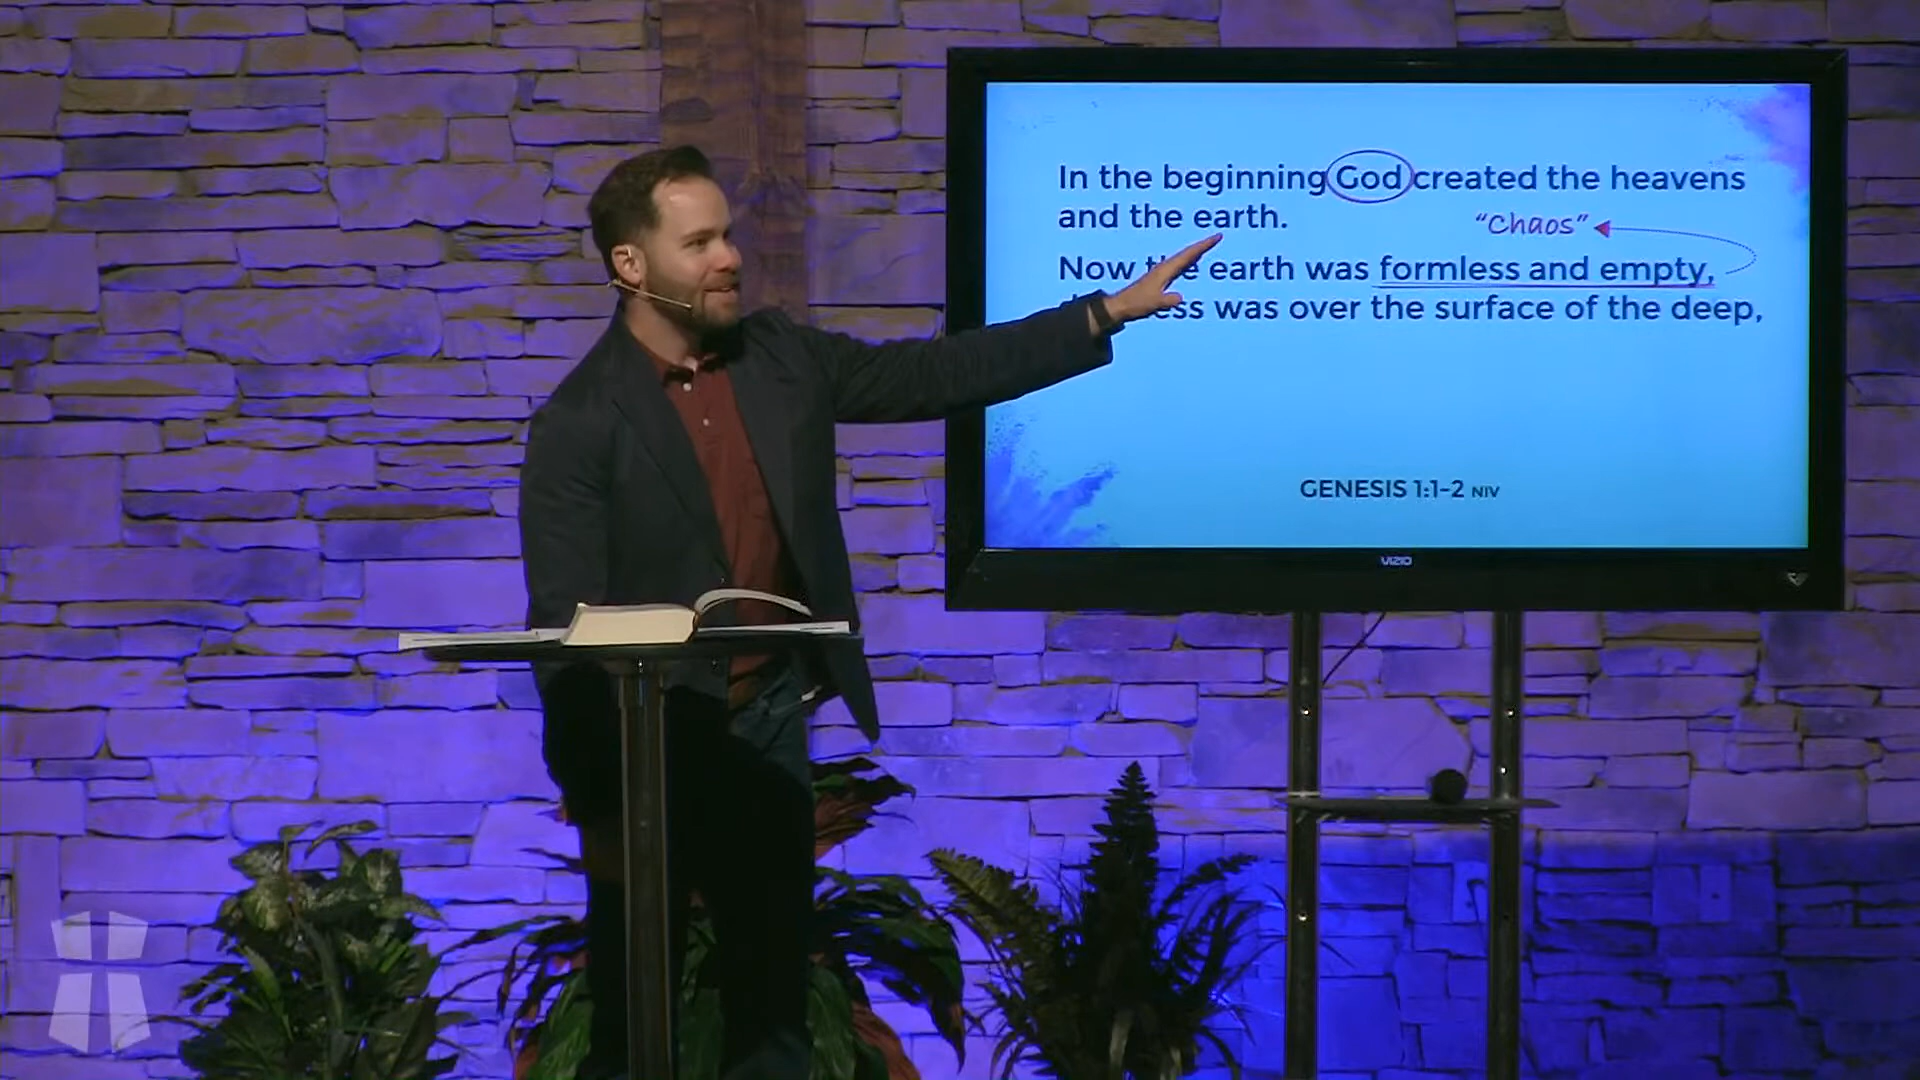 In the beginning God created the heavens
and the earth.
"Chaos"
Now the earth was formless and empty,
was over the surface of the deep,
GENESIS 1:1-2 NIV
VIZIO